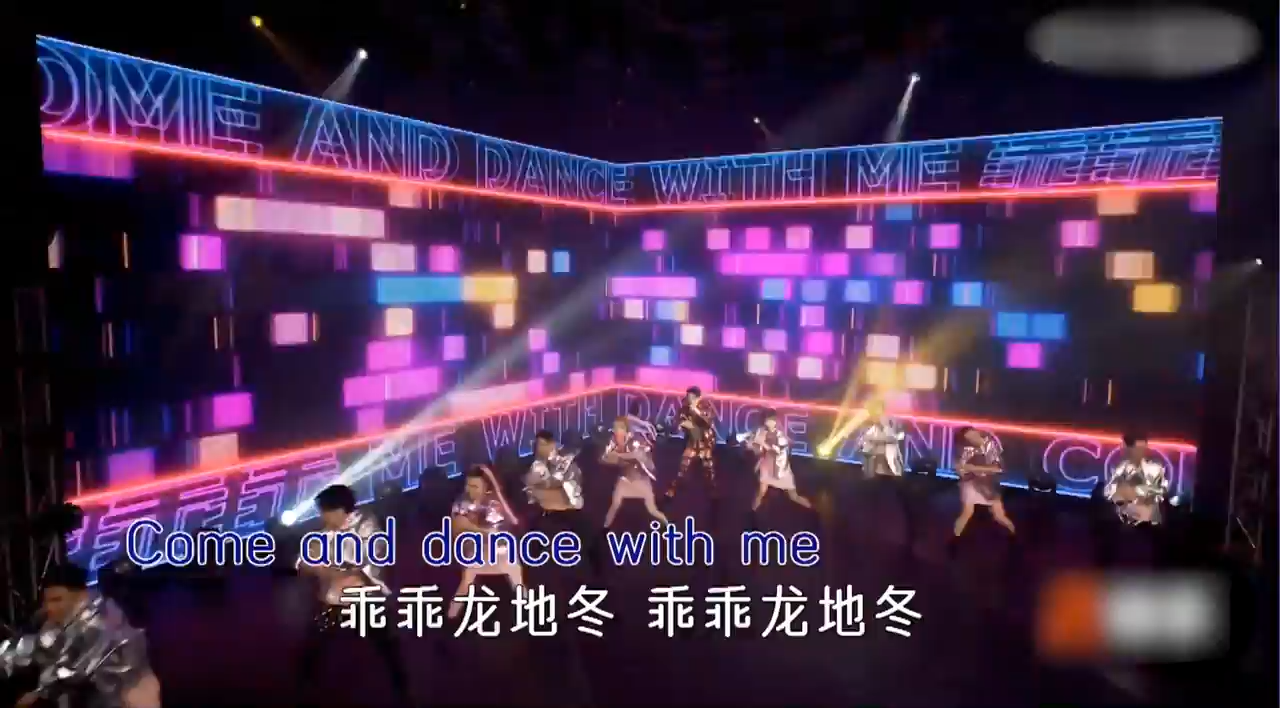 OME AND DANCE WITH ME
ME WITH DANCE AND CO
Come and dance with me
乖乖龙地冬 乖乖龙地冬